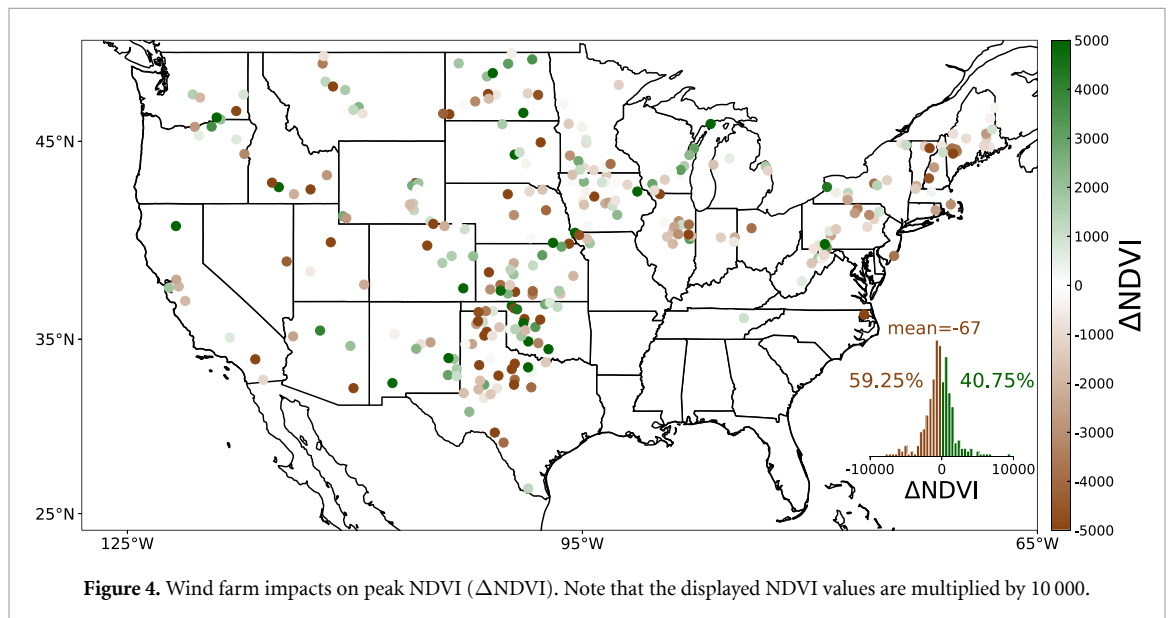 45°N
35°N
25°N
125°W
95°W
65°W
mean=-67
59.25%
40.75%
-10000
0
10000
ΔNDVI
5000
4000
3000
2000
1000
0
-1000
-2000
-3000
-4000
-5000
ΔNDVI
Figure 4. Wind farm impacts on peak NDVI (ΔNDVI). Note that the displayed NDVI values are multiplied by 10 000.